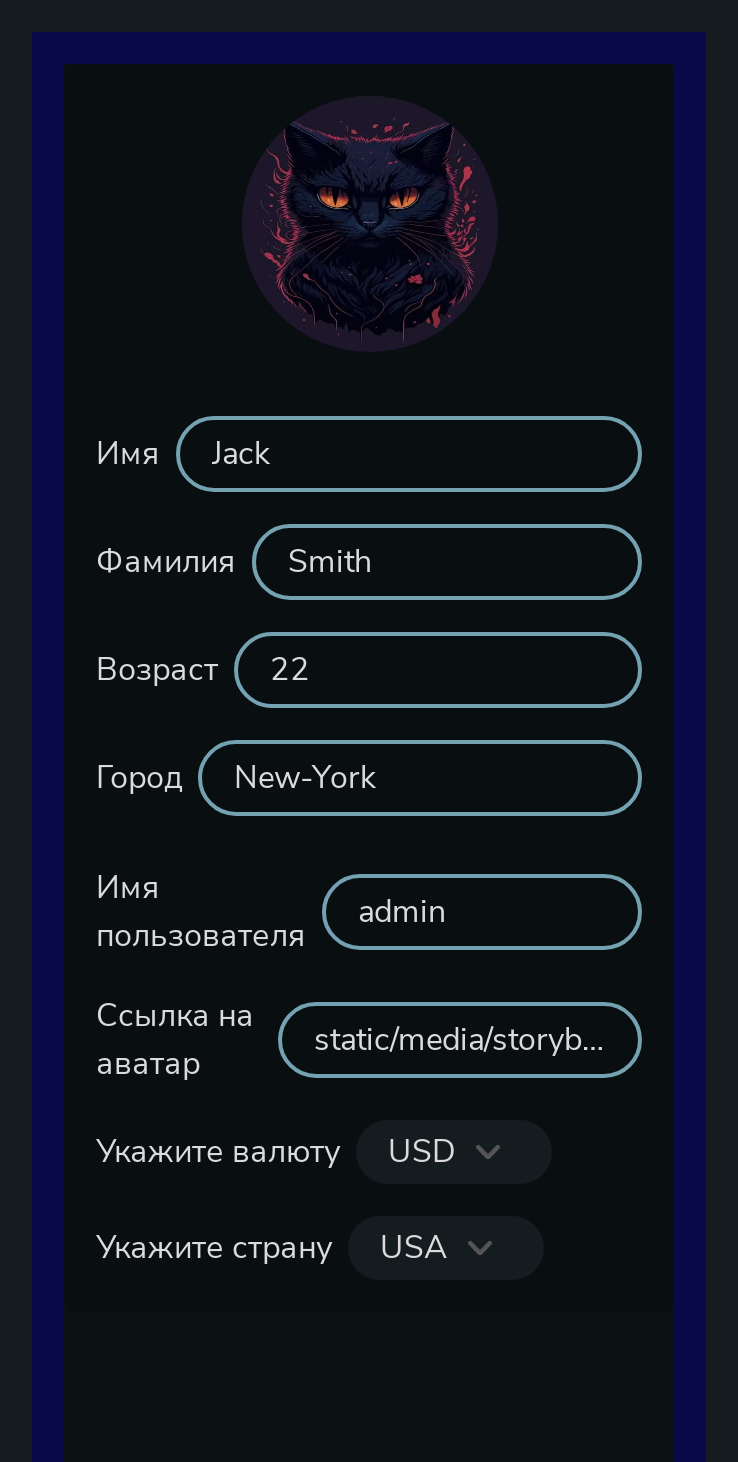 Имя Jack
Фамилия Smith
Возраст 22
Город New-York
Имя
пользователя admin
Ссылка на
аватар static/media/storyb...
Укажите валюту USD
Укажите страну USA